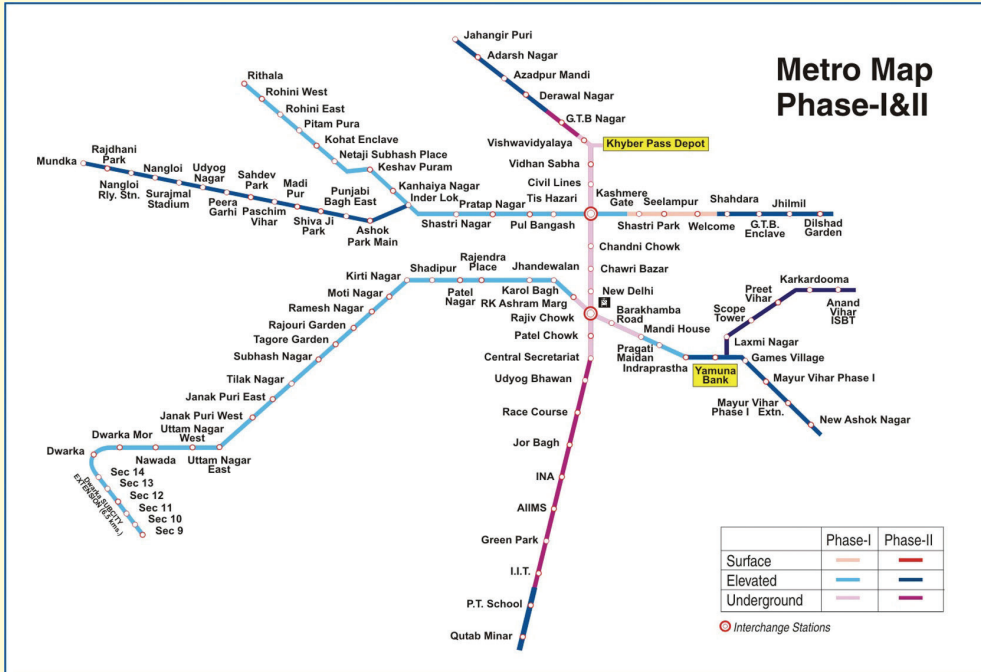 Metro Map
Phase-I&II
Jahangir Puri
Adarsh Nagar
Azadpur Mandi
Derawal Nagar
G.T.B Nagar
Vishwavidyalaya
Khyber Pass Depot
Vidhan Sabha
Civil Lines
Kashmere
Gate
Rithala
Rohini West
Rohini East
Pitam Pura
Kohat Enclave
Netaji Subhash Place
Keshav Puram
Kanhaiya Nagar
Inder Lok
Shastri Nagar
Pratap Nagar
Pul Bangash
Tis Hazari
Shastri Park
Seelampur
Welcome
Shahdara
G.T.B.
Enclave
Jhilmil
Dilshad
Garden
Mundka
Rajdhani
Park
Nangloi
Rly. Stn.
Nangloi
Surajmal
Stadium
Udyog
Nagar
Peera
Garhi
Sahdev
Park
Paschim
Vihar
Madi
Pur
Shiva Ji
Park
Punjabi
Bagh East
Ashok
Park Main
Chandni Chowk
Chawri Bazar
New Delhi
Rajiv Chowk
Patel Chowk
Central Secretariat
Udyog Bhawan
Race Course
Jor Bagh
INA
AIIMS
Green Park
I.I.T.
P.T. School
Qutab Minar
Kirti Nagar
Shadipur
Patel
Nagar
Rajendra
Place
Karol Bagh
Jhandewalan
RK Ashram Marg
Moti Nagar
Ramesh Nagar
Rajouri Garden
Tagore Garden
Subhash Nagar
Tilak Nagar
Janak Puri East
Janak Puri West
Uttam Nagar
West
Uttam Nagar
East
Nawada
Dwarka Mor
Dwarka
Sec 14
Sec 13
Sec 12
Sec 11
Sec 10
Sec 9
Dwarka SUBCITY
EXTENSION (6.5 kms.)
Barakhamba
Road
Mandi House
Pragati
Maidan
Indraprastha
Yamuna
Bank
Laxmi Nagar
Scope
Tower
Preet
Vihar
Karkardooma
Anand
Vihar
ISBT
Games Village
Mayur Vihar Phase I
Mayur Vihar
Phase I Extn.
New Ashok Nagar
Phase-I Phase-II
Surface
Elevated
Underground
Interchange Stations